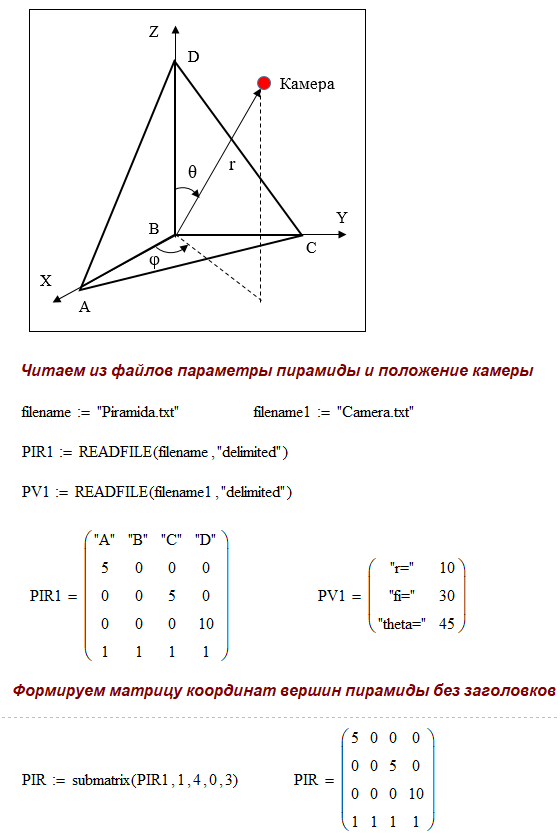 Z
D
Камера
θ
r
B
Y
φ
C
X
A
Читаем из файлов параметры пирамиды и положение камеры
filename := "Piramida.txt" filename1 := "Camera.txt"
PIR1 := READFILE(filename ,"delimited")
PV1 := READFILE(filename1 ,"delimited")
"A" "B" "C" "D"
5 0 0 0 "r=" 10
PIR1 = 0 0 5 0 PV1 = "fi=" 30
0 0 0 10 "theta=" 45
1 1 1 1
Формируем матрицу координат вершин пирамиды без заголовков
5 0 0 0
0 0 5 0
PIR := submatrix(PIR1 , 1 , 4 , 0 , 3) PIR =
0 0 0 10
1 1 1 1